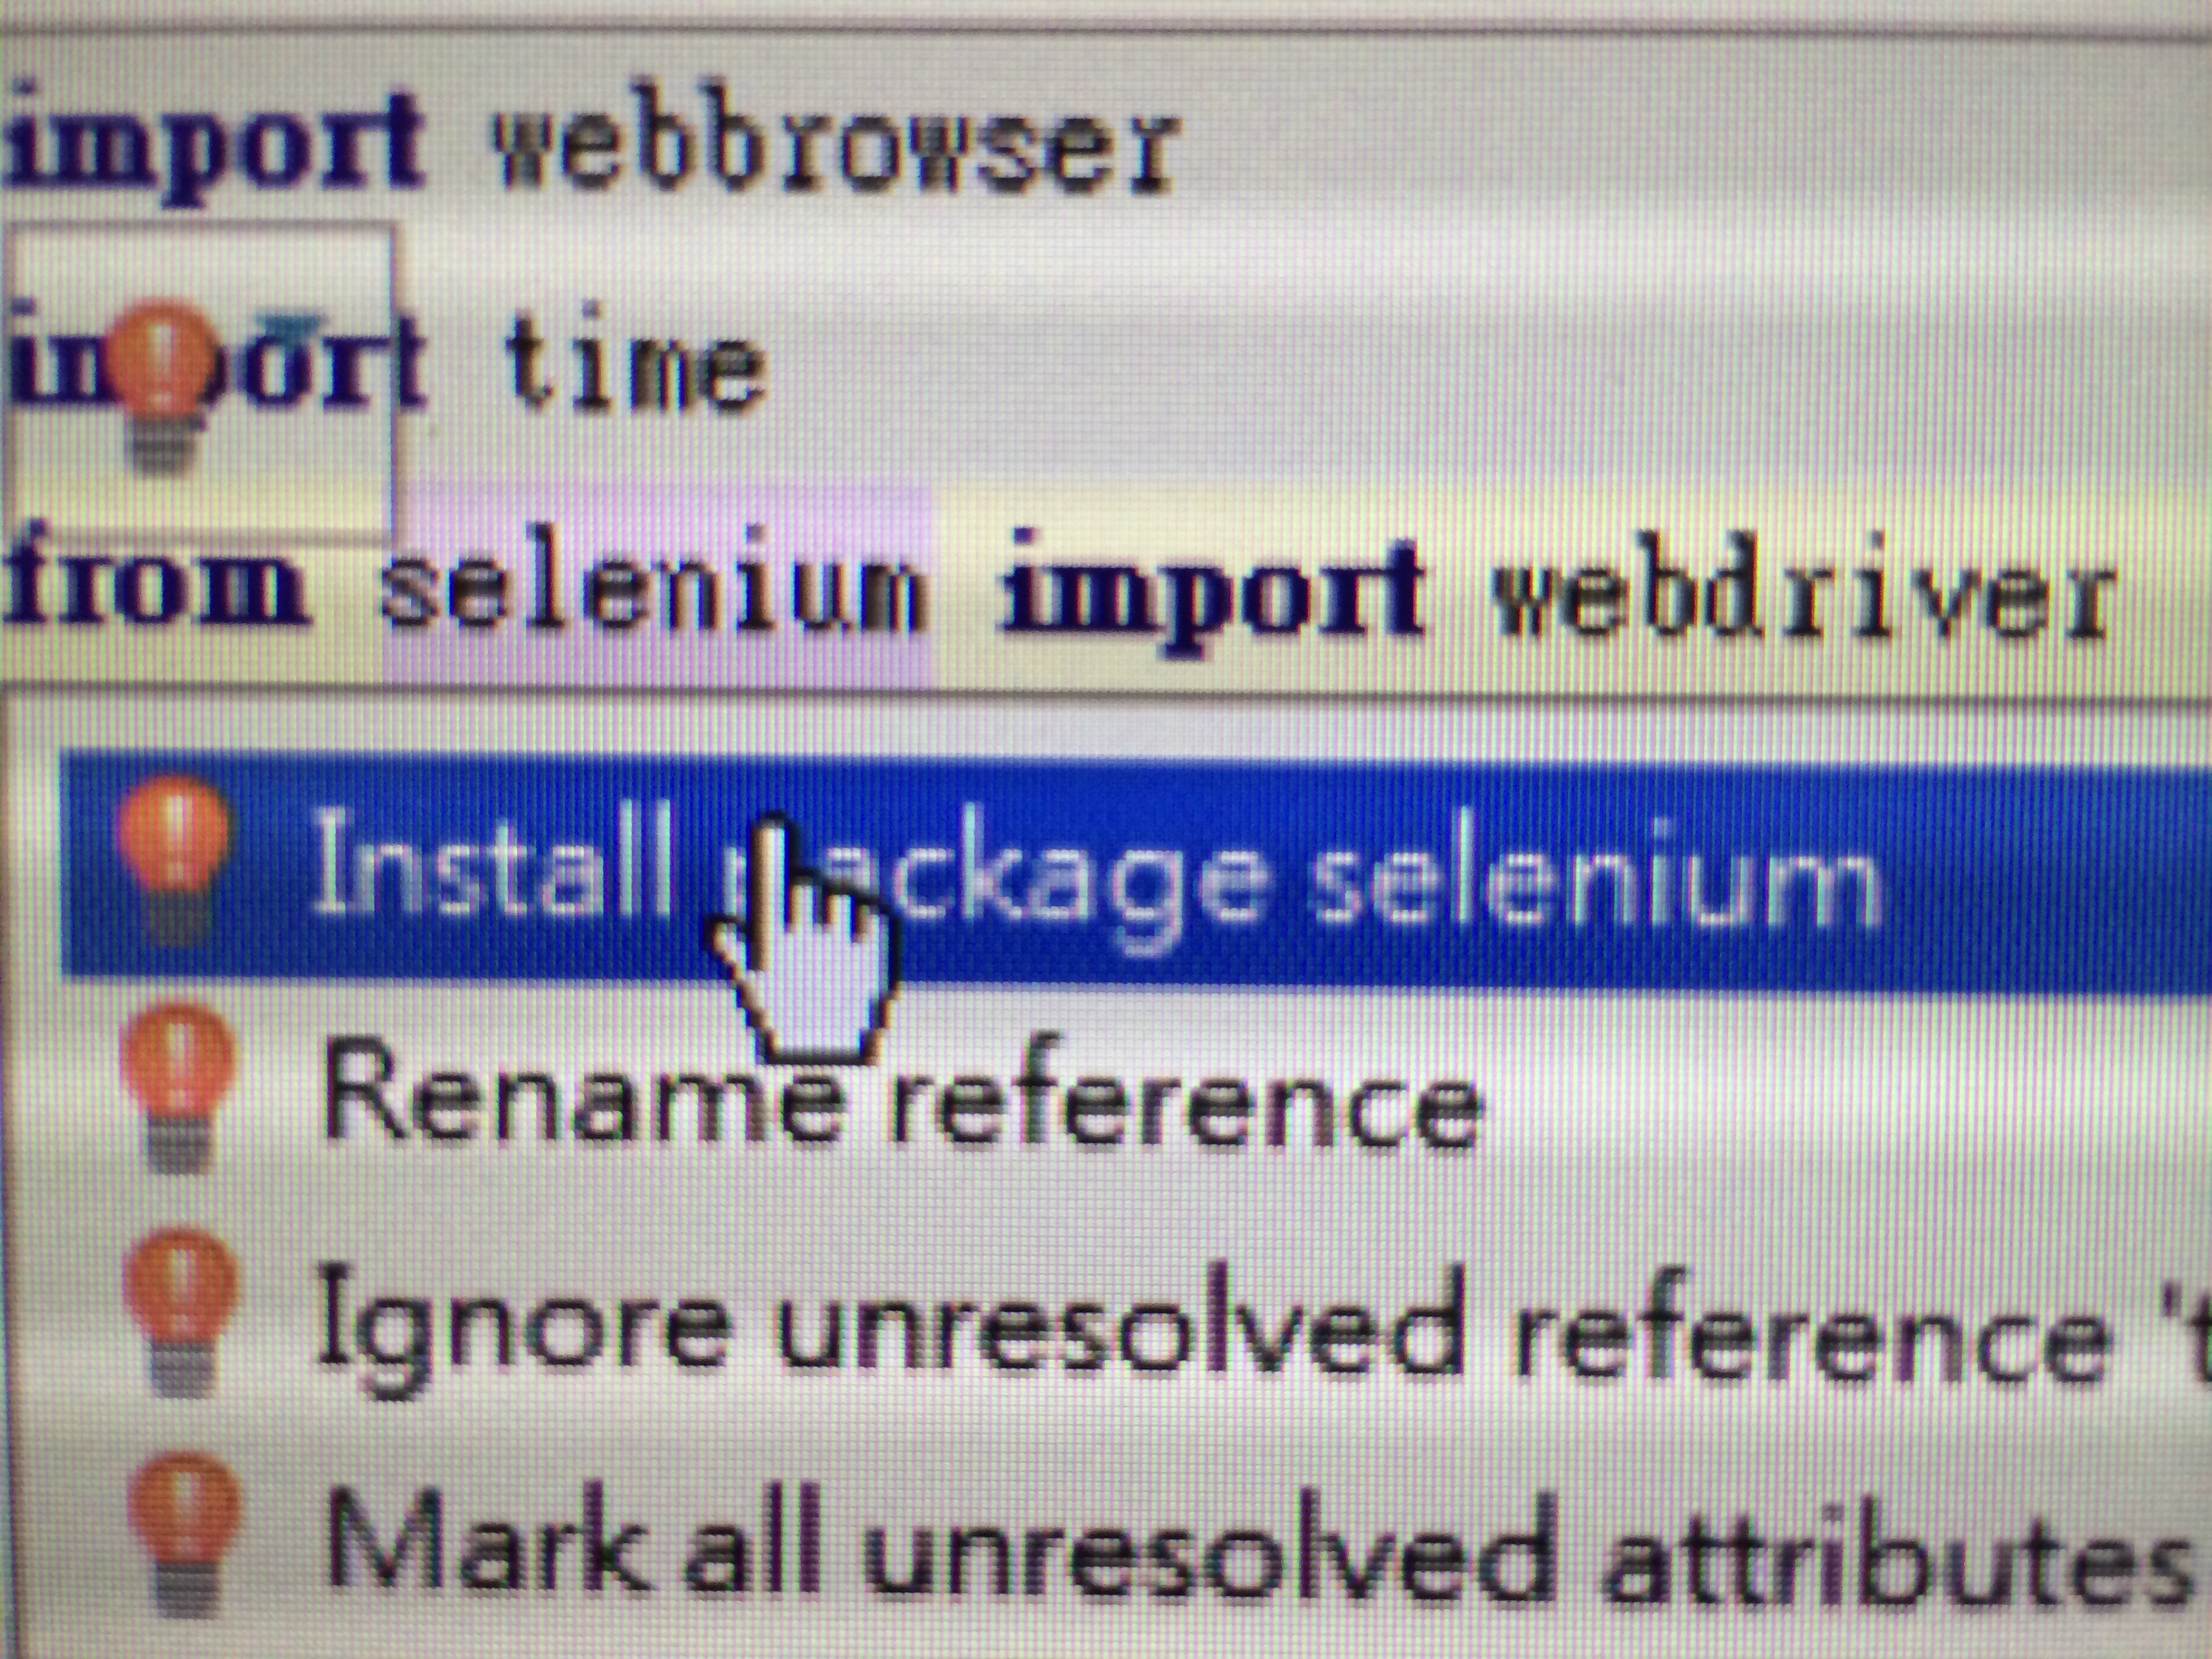 import webbrowser
import time
from selenium import webdriver
Install package selenium
Rename reference
Ignore unresolved reference 't
Mark all unresolved attributes